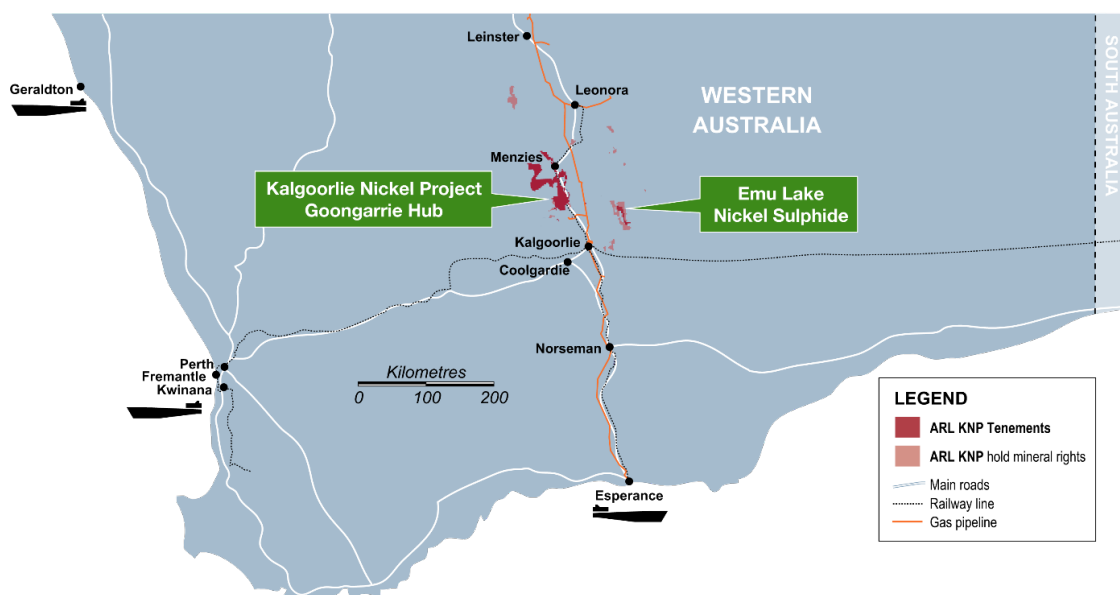 Leinster
Geraldton
Leonora
WESTERN
AUSTRALIA
SOUTH AUSTRALIA
Menzies
Kalgoorlie Nickel Project
Goongarrie Hub
Emu Lake
Nickel Sulphide
Kalgoorlie
Coolgardie
Norseman
Perth
Fremantle
Kwinana
Kilometres
0 100 200
Esperance
LEGEND
ARL KNP Tenements
ARL KNP hold mineral rights
Main roads
Railway line
Gas pipeline